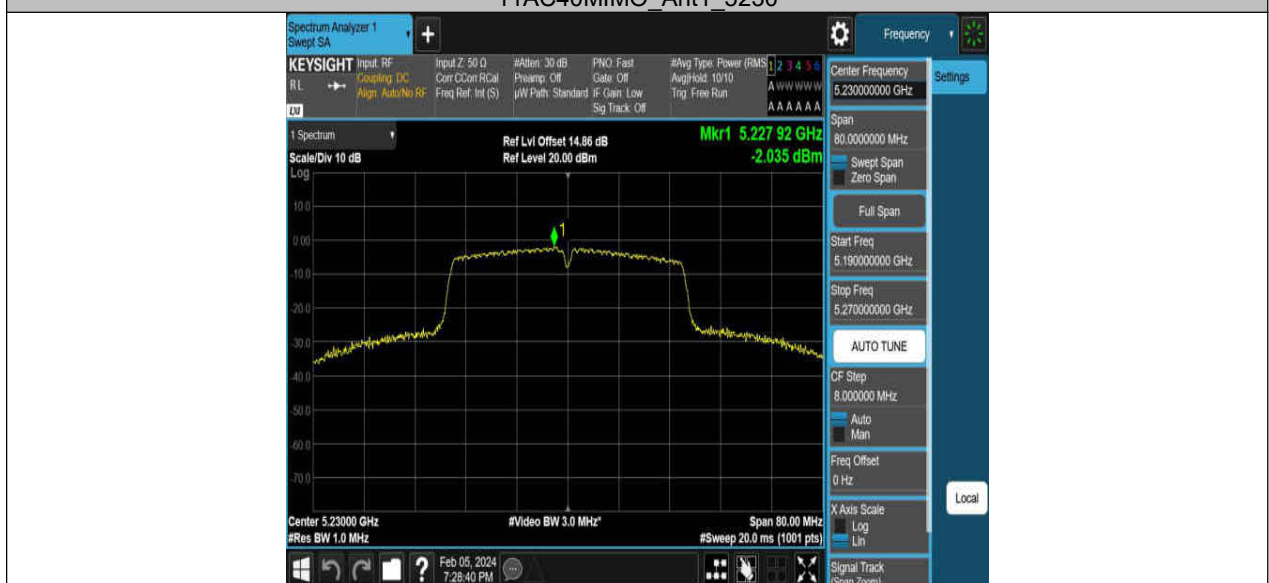 11AC40MIMO_Ant1_5230
Spectrum Analyzer 1
Swept SA
+
Frequency
KEYSIGHT
RL
Input: RF
Coupling: DC
Align: Auto/No RF
Input Z: 50 Ω
Corr CCorr RCal
Freq Ref: Int (S)
#Atten: 30 dB
Preamp: Off
µW Path: Standard
PNO: Fast
Gate: Off
IF Gain: Low
Sig Track: Off
#Avg Type: Power (RMS
Avg|Hold: 10/10
Trig: Free Run
1 2 3 4 5 6
A W W W W W
A A A A A A
LXI
1 Spectrum
Scale/Div 10 dB
Log
Ref Lvl Offset 14.86 dB
Ref Level 20.00 dBm
Mkr1 5.227 92 GHz
-2.035 dBm
1
10.0
0.00
-10.0
-20.0
-30.0
-40.0
-50.0
-60.0
-70.0
Center 5.23000 GHz
#Res BW 1.0 MHz
#Video BW 3.0 MHz*
Span 80.00 MHz
#Sweep 20.0 ms (1001 pts)
Center Frequency
5.230000000 GHz
Settings
Span
80.0000000 MHz
Swept Span
Zero Span
Full Span
Start Freq
5.190000000 GHz
Stop Freq
5.270000000 GHz
AUTO TUNE
CF Step
8.000000 MHz
Auto
Man
Freq Offset
0 Hz
X Axis Scale
Log
Lin
Local
Signal Track
(Span Zoom)
?
Feb 05, 2024
7:28:40 PM